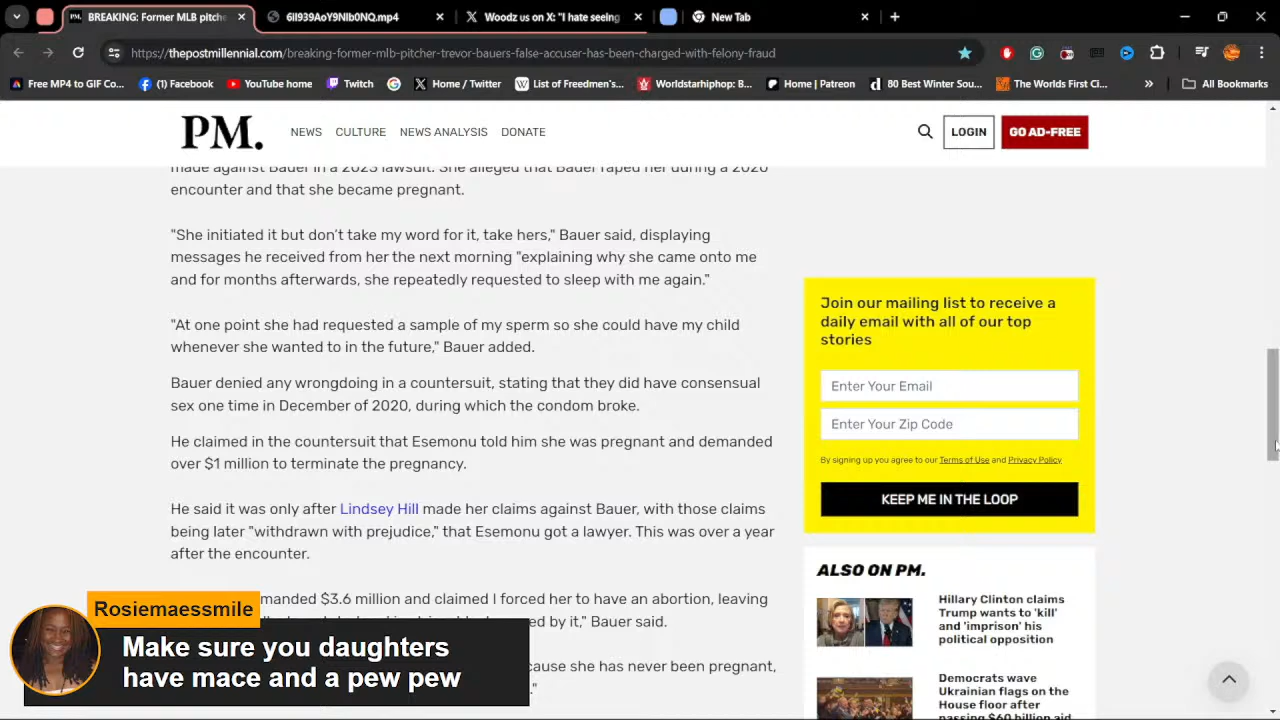 BREAKING: Former MLB pitche
6II939AoY9NIb0NQ.mp4
Woodz us on X: "I hate seeing
New Tab
https://thepostmillennial.com/breaking-former-mlb-pitcher-trevor-bauers-false-accuser-has-been-charged-with-felony-fraud
Free MP4 to GIF Co...
(1) Facebook
YouTube home
Twitch
Home / Twitter
List of Freedmen's...
Worldstarhiphop: B...
Home | Patreon
80 Best Winter Sou...
The Worlds First Cl...
All Bookmarks
PM.
NEWS
CULTURE
NEWS ANALYSIS
DONATE
LOGIN
GO AD-FREE
made against Bauer in a 2023 lawsuit. She alleged that Bauer raped her during a 2020
encounter and that she became pregnant.
"She initiated it but don't take my word for it, take hers," Bauer said, displaying
messages he received from her the next morning "explaining why she came onto me
and for months afterwards, she repeatedly requested to sleep with me again."
"At one point she had requested a sample of my sperm so she could have my child
whenever she wanted to in the future," Bauer added.
Bauer denied any wrongdoing in a countersuit, stating that they did have consensual
sex one time in December of 2020, during which the condom broke.
He claimed in the countersuit that Esemonu told him she was pregnant and demanded
over $1 million to terminate the pregnancy.
He said it was only after Lindsey Hill made her claims against Bauer, with those claims
being later "withdrawn with prejudice," that Esemonu got a lawyer. This was over a year
after the encounter.
manded $3.6 million and claimed I forced her to have an abortion, leaving
ed by it," Bauer said.
cause she has never been pregnant,
"
Join our mailing list to receive a
daily email with all of our top
stories
Enter Your Email
Enter Your Zip Code
By signing up you agree to our Terms of Use and Privacy Policy
KEEP ME IN THE LOOP
ALSO ON PM.
Hillary Clinton claims
Trump wants to 'kill'
and 'imprison' his
political opposition
Democrats wave
Ukrainian flags on the
House floor after
passing $60 billion aid
Rosiemaessmile
Make sure you daughters
have mace and a pew pew